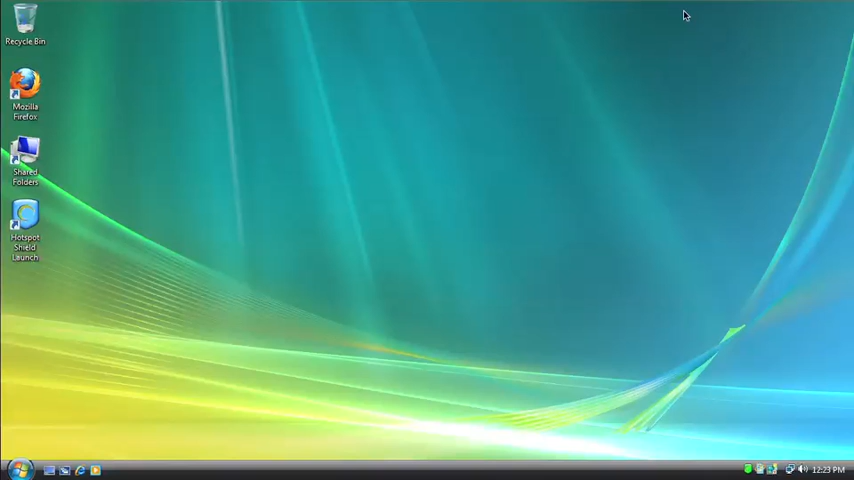 Recycle Bin
Mozilla
Firefox
Shared
Folders
Hotspot
Shield
Launch
12:23 PM